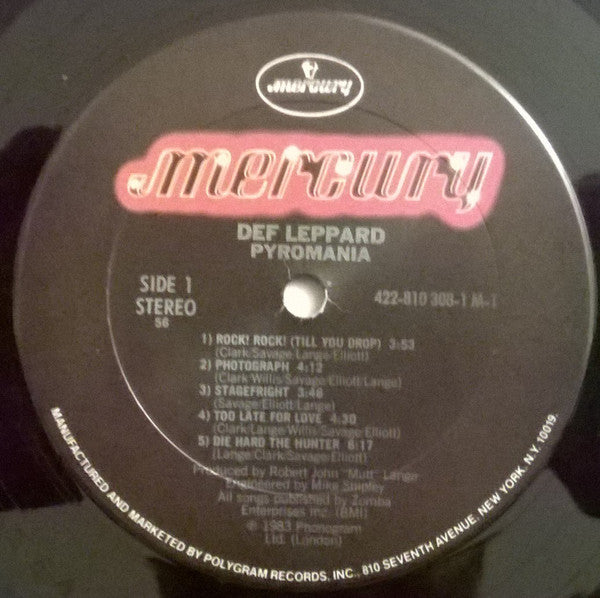 mercury
mercury
DEF LEPPARD
PYROMANIA
SIDE 1
STEREO
56
422-810 308-1 M-1
1) ROCK! ROCK! (TILL YOU DROP) 3:53
(Clark/Savage/Lange/Elliott)
2) PHOTOGRAPH 4:12
(Clark/Willis/Savage/Elliott/Lange)
3) STAGEFRIGHT 3:46
(Savage/Elliott/Lange)
4) TOO LATE FOR LOVE 4:30
(Clark/Lange/Willis/Savage/Elliott)
5) DIE HARD THE HUNTER 6:17
(Lange/Clark/Savage/Elliott)
Produced by Robert John "Mutt" Lange
Engineered by Mike Shipley
All songs published by Zomba
Enterprises Inc. (BMI)
℗ 1983 Phonogram
Ltd. (London)
MANUFACTURED AND MARKETED BY POLYGRAM RECORDS, INC., 810 SEVENTH AVENUE, NEW YORK, N.Y. 10019.